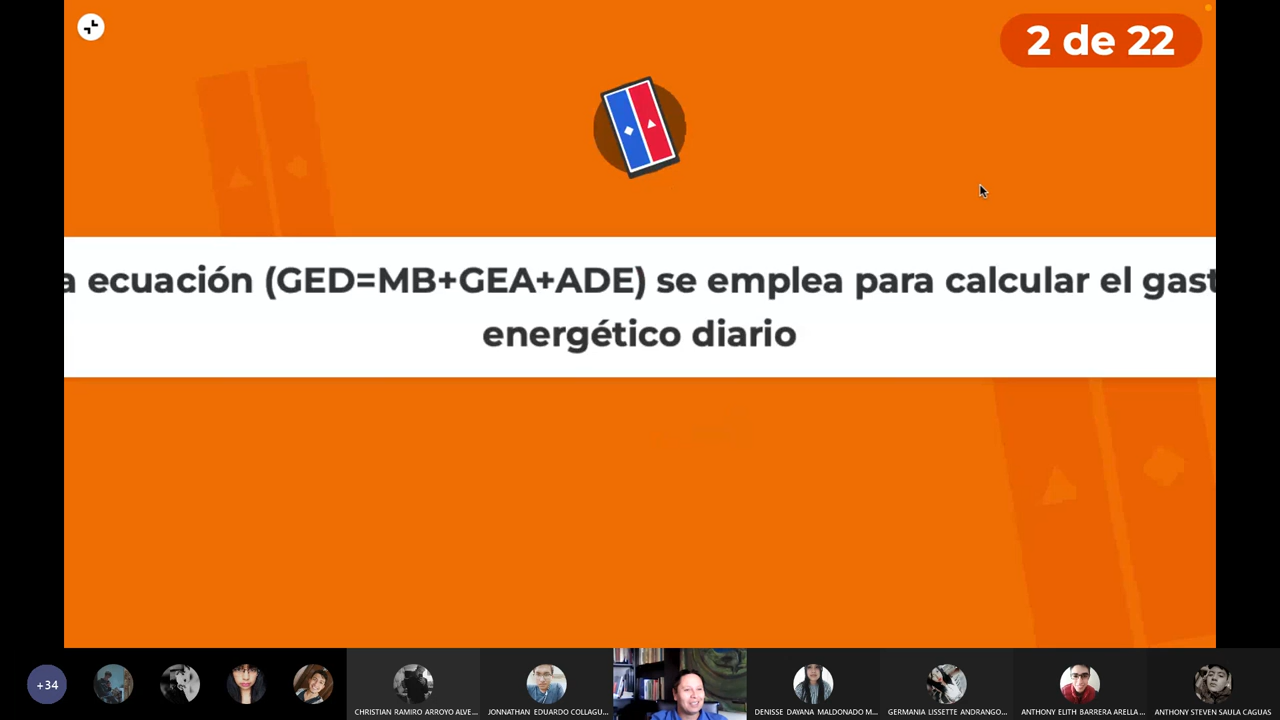 2 de 22
a ecuación (GED=MB+GEA+ADE) se emplea para calcular el gast
energético diario
+34
CHRISTIAN RAMIRO ARROYO ALVE...
JONNATHAN EDUARDO COLLAGU...
DENISSE DAYANA MALDONADO M...
GERMANIA LISSETTE ANDRANGO...
ANTHONY ELITH BARRERA ARELLA ...
ANTHONY STEVEN SAULA CAGUAS